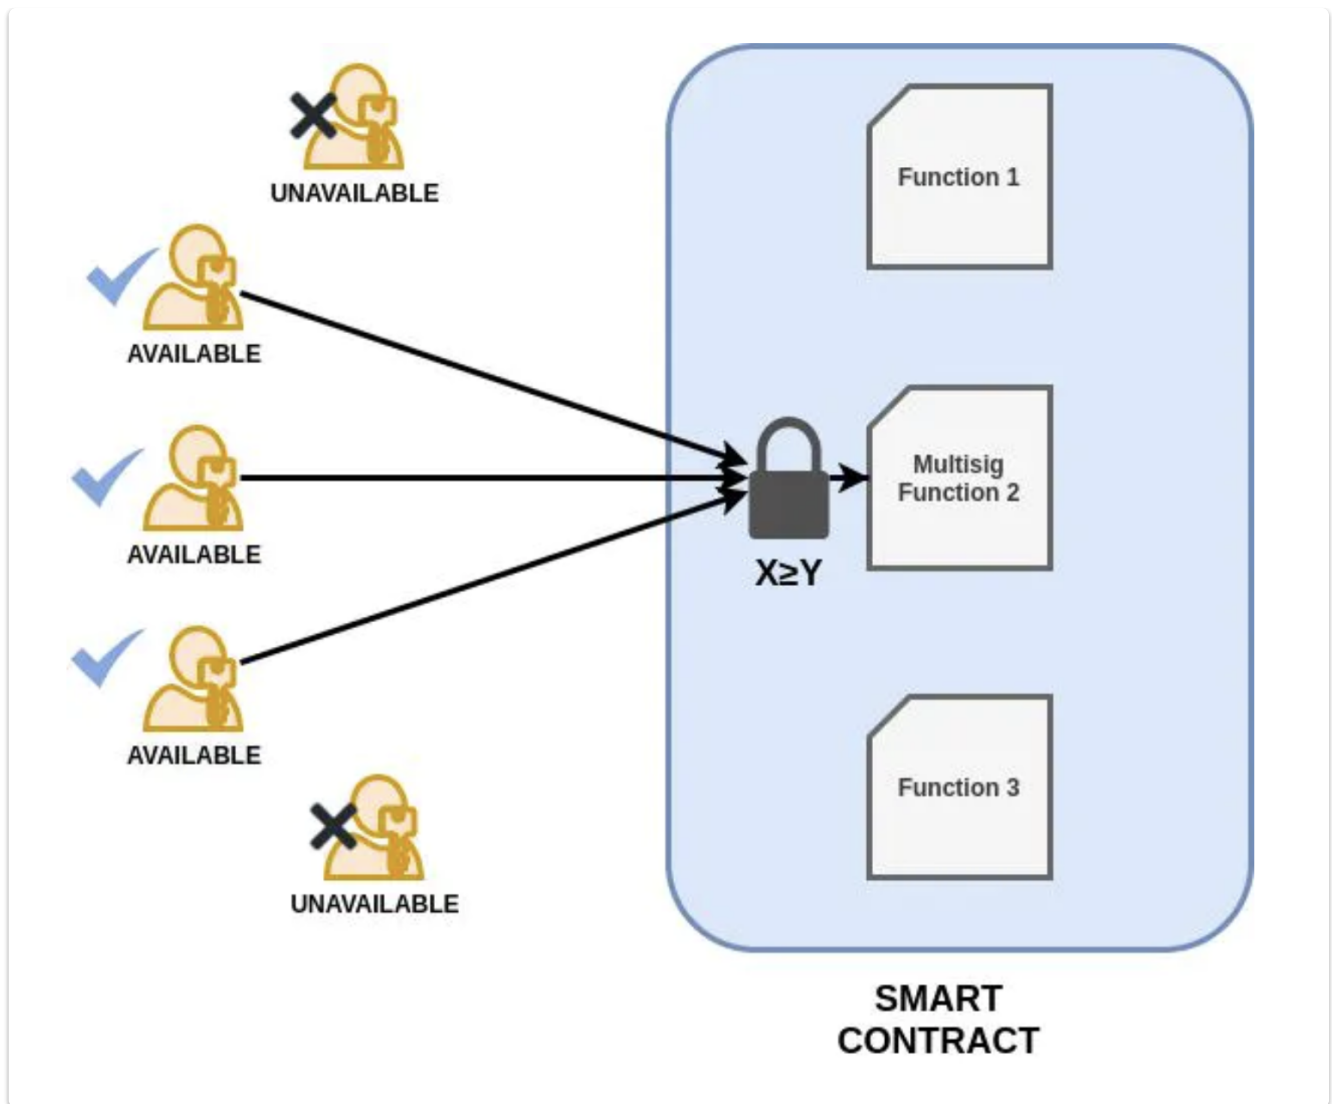 UNAVAILABLE
AVAILABLE
AVAILABLE
AVAILABLE
UNAVAILABLE
X≥Y
Function 1
Multisig
Function 2
Function 3
SMART
CONTRACT